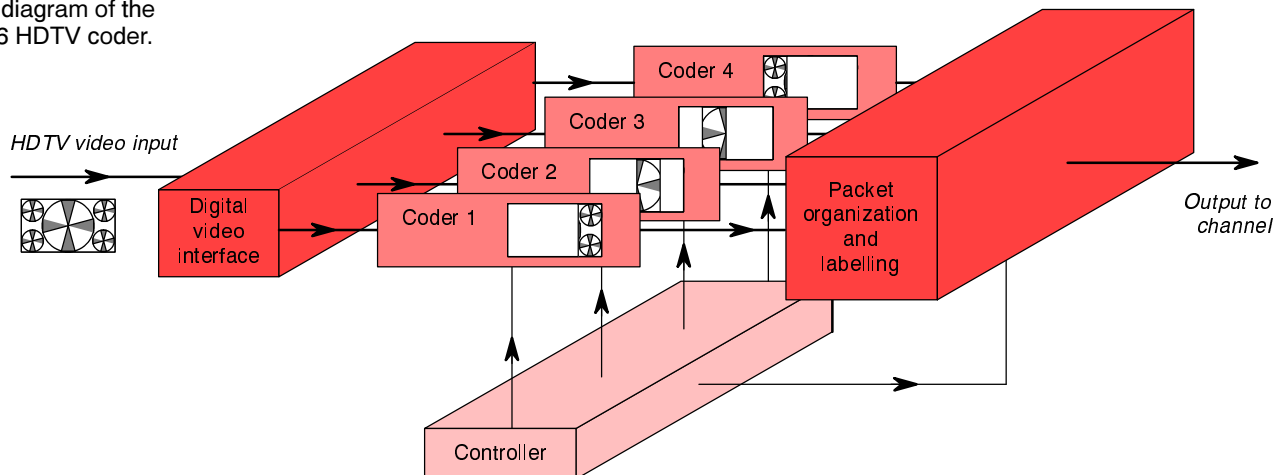 diagram of the
HDTV coder.
HDTV video input
Digital
video
interface
Coder 4
Coder 3
Coder 2
Coder 1
Packet
organization
and
labelling
Output to
channel
Controller